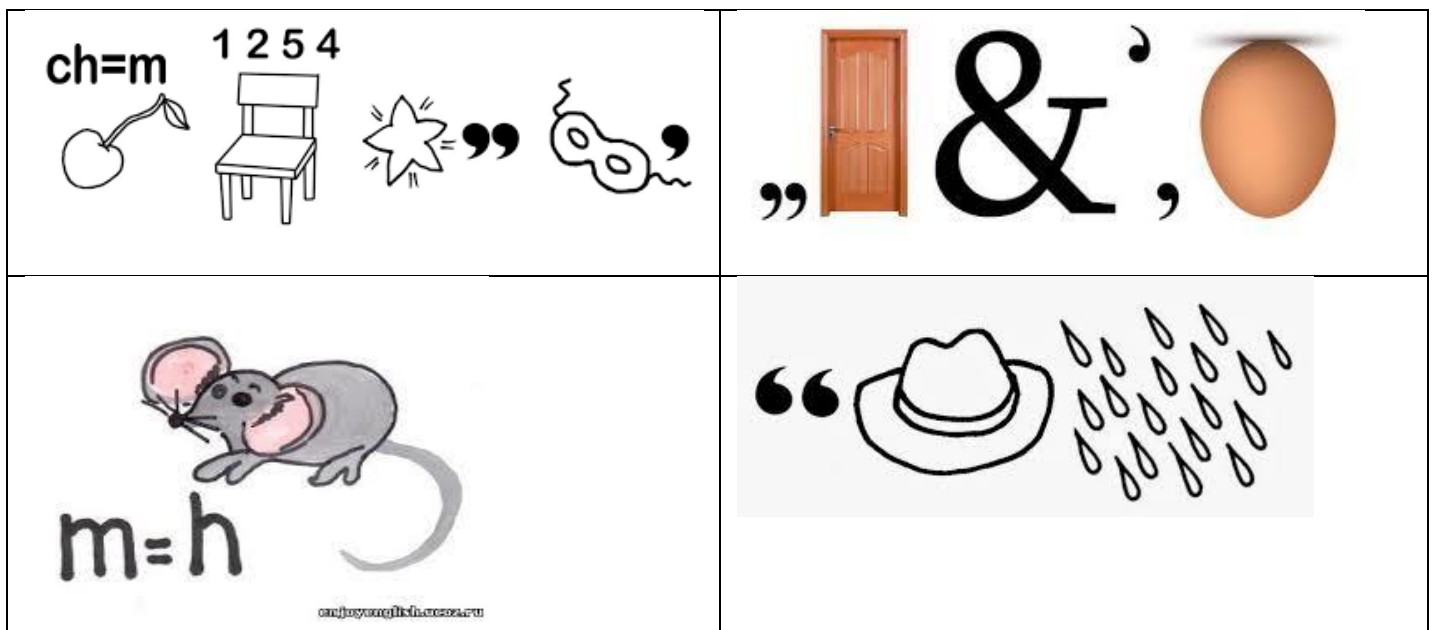 1 2 5 4
ch=m
,,
,
,, & ’ ,
m=h
enjoyenglish.ucoz.ru
“